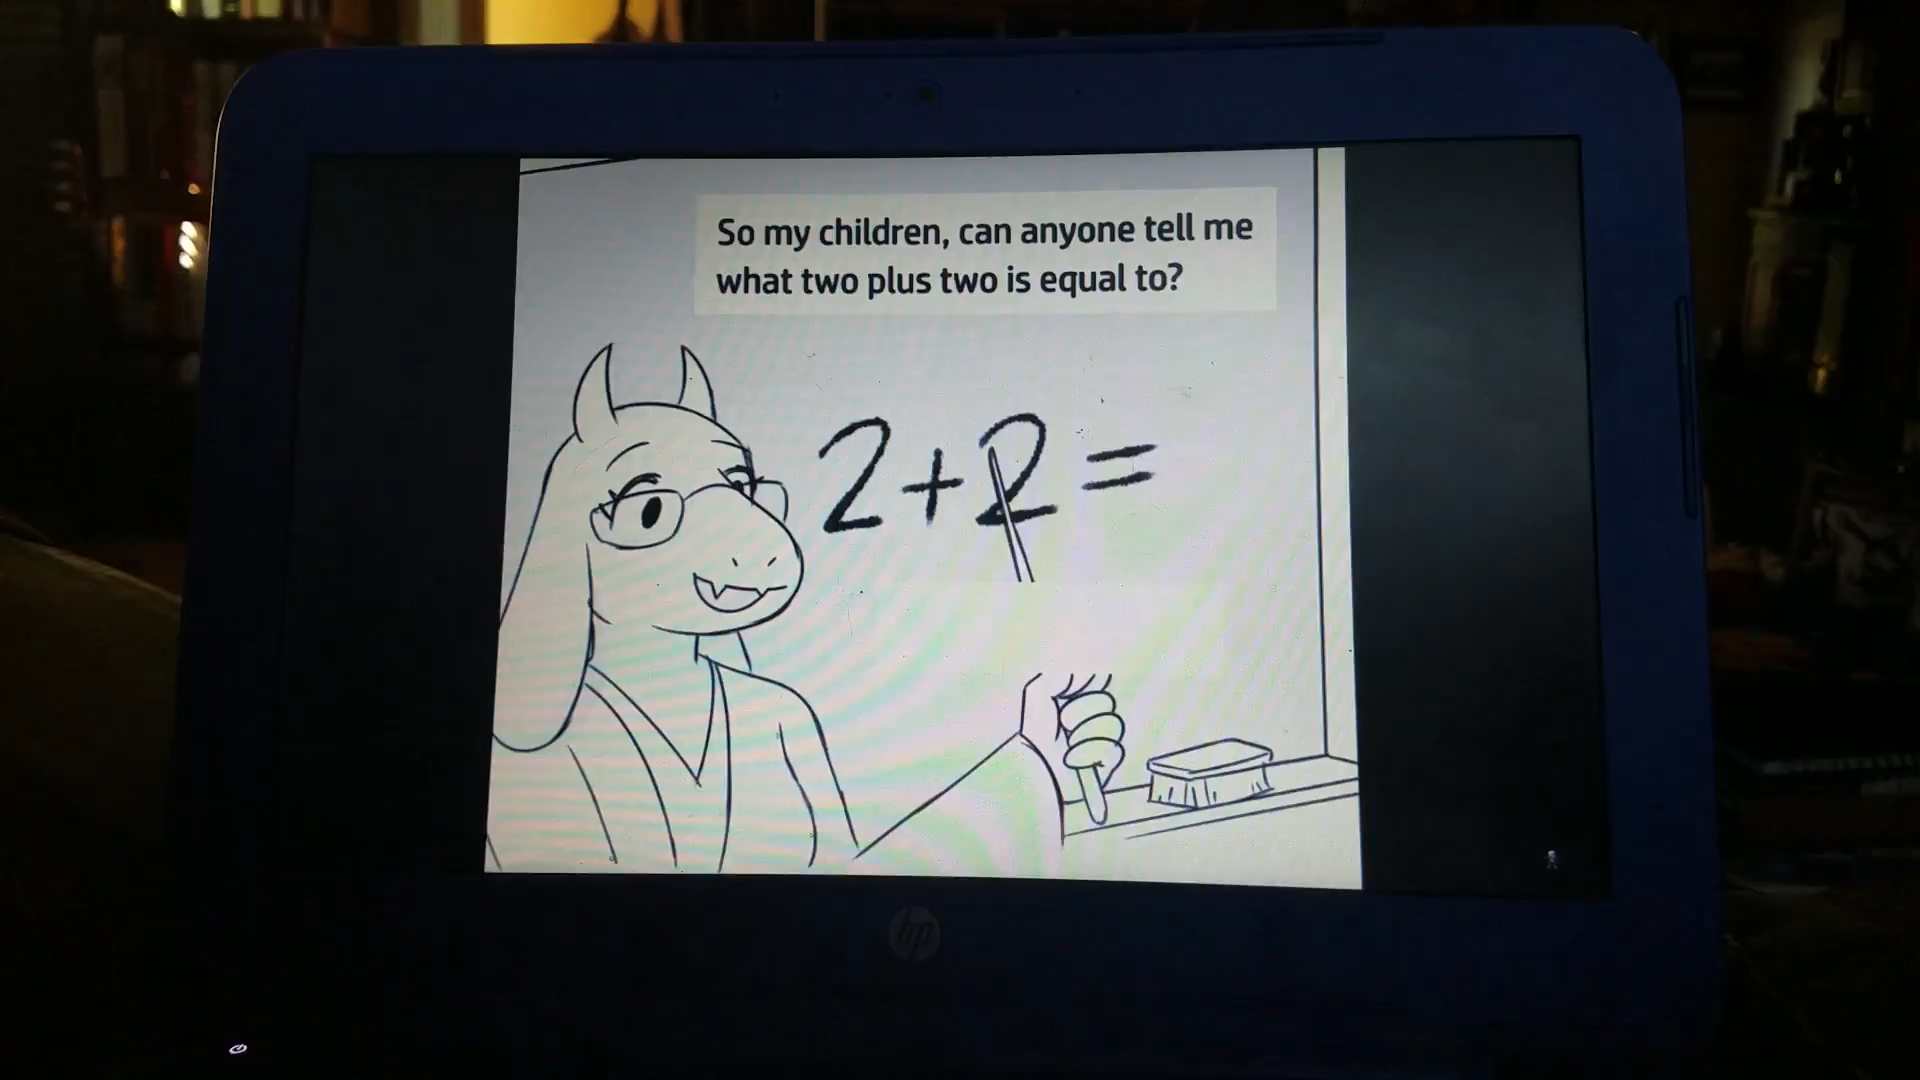 So my children, can anyone tell me
what two plus two is equal to?
2+2=
hp